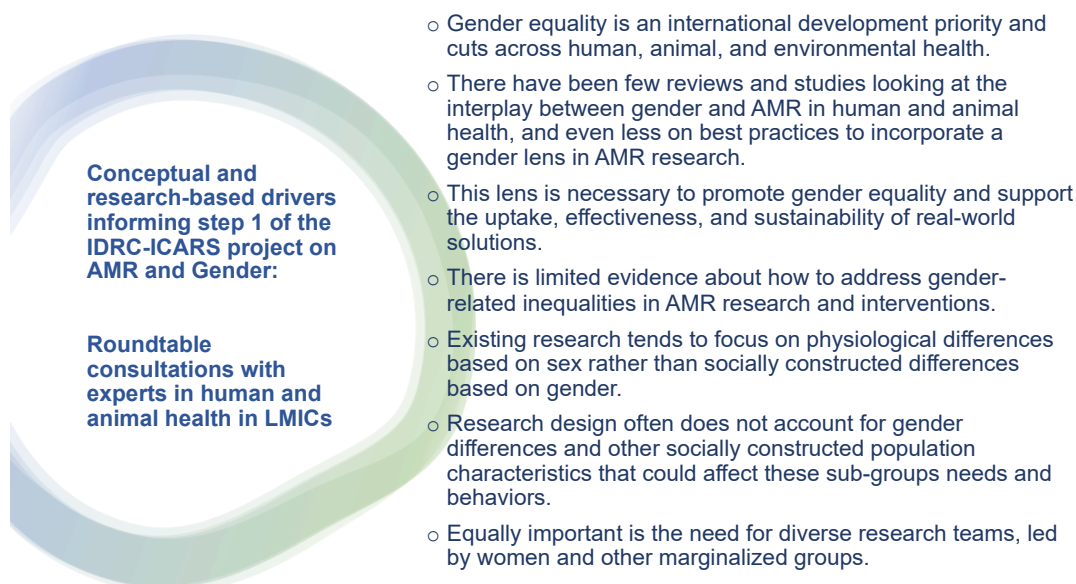 Conceptual and
research-based drivers
informing step 1 of the
IDRC-ICARS project on
AMR and Gender:
Roundtable
consultations with
experts in human and
animal health in LMICs
o Gender equality is an international development priority and
cuts across human, animal, and environmental health.
o There have been few reviews and studies looking at the
interplay between gender and AMR in human and animal
health, and even less on best practices to incorporate a
gender lens in AMR research.
o This lens is necessary to promote gender equality and support
the uptake, effectiveness, and sustainability of real-world
solutions.
o There is limited evidence about how to address gender-
related inequalities in AMR research and interventions.
o Existing research tends to focus on physiological differences
based on sex rather than socially constructed differences
based on gender.
o Research design often does not account for gender
differences and other socially constructed population
characteristics that could affect these sub-groups needs and
behaviors.
o Equally important is the need for diverse research teams, led
by women and other marginalized groups.